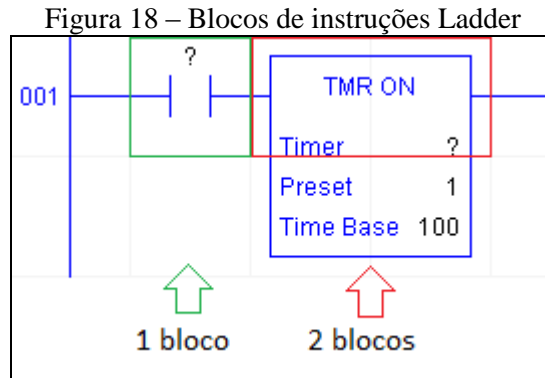 Figura 18 – Blocos de instruções Ladder
?
001
TMR ON
Timer ?
Preset 1
Time Base 100
1 bloco 2 blocos